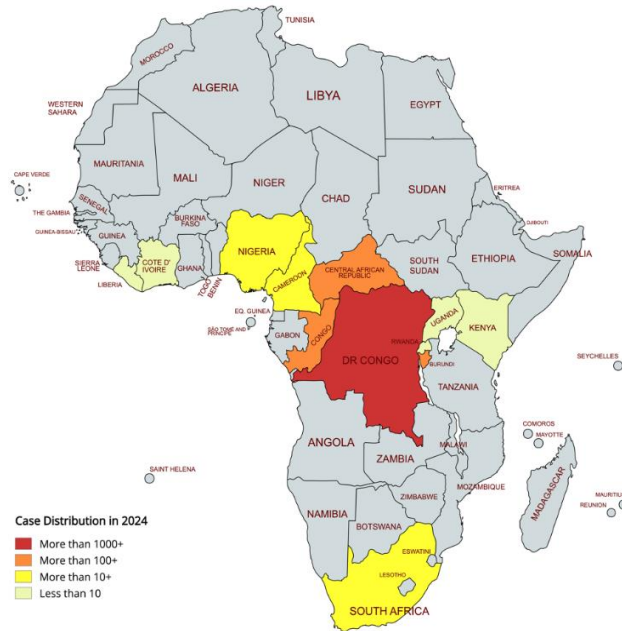 TUNISIA
MOROCCO
ALGERIA
LIBYA
EGYPT
WESTERN
SAHARA
MAURITANIA
MALI
NIGER
CHAD
SUDAN
ERITREA
CAPE VERDE
SENEGAL
THE GAMBIA
GUINEA-BISSAU
GUINEA
BURKINA
FASO
NIGERIA
DJIBOUTI
SOMALIA
ETHIOPIA
SOUTH
SUDAN
CENTRAL AFRICAN
REPUBLIC
SIERRA
LEONE
LIBERIA
COTE D'
IVOIRE
GHANA
TOGO
BENIN
CAMEROON
EQ. GUINEA
SÃO TOMÉ AND
PRINCIPE
GABON
CONGO
DR CONGO
UGANDA
KENYA
RWANDA
BURUNDI
TANZANIA
SEYCHELLES
COMOROS
MAYOTTE
ANGOLA
ZAMBIA
MALAWI
MOZAMBIQUE
MADAGASCAR
MAURITIU
REUNION
SAINT HELENA
ZIMBABWE
NAMIBIA
BOTSWANA
ESWATINI
LESOTHO
SOUTH AFRICA
Case Distribution in 2024
More than 1000+
More than 100+
More than 10+
Less than 10